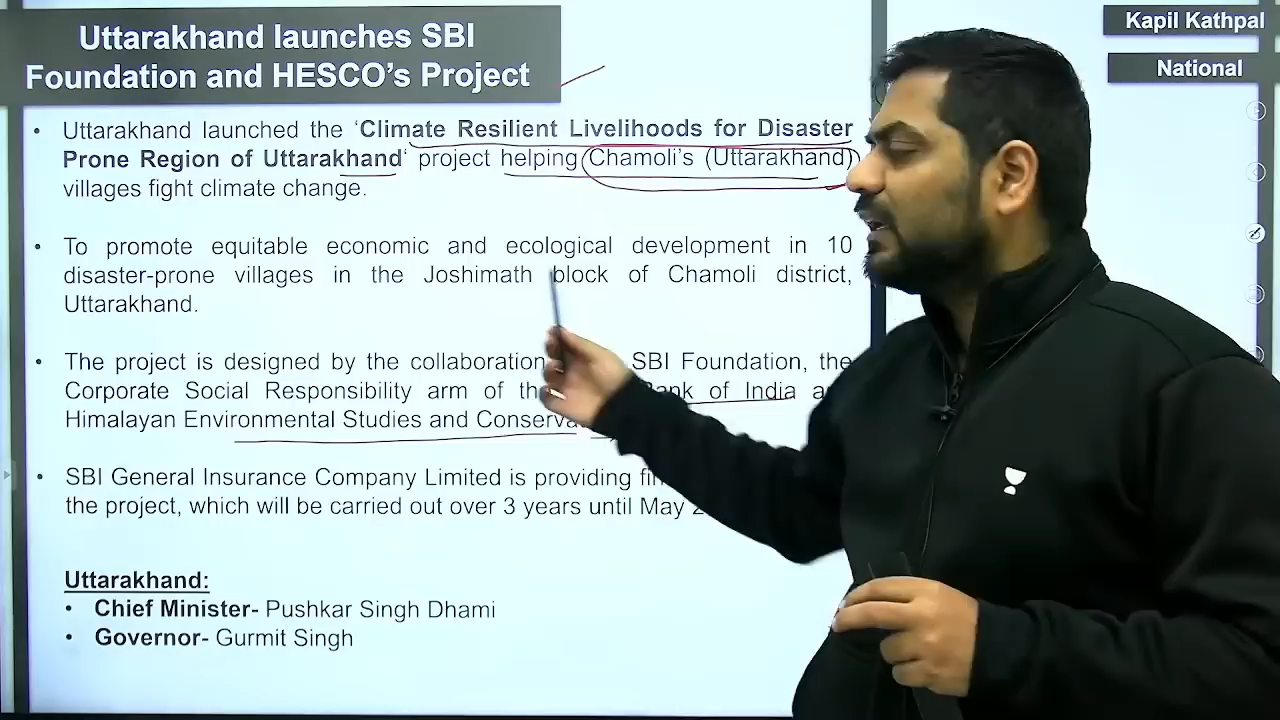 Uttarakhand launches SBI
Foundation and HESCO's Project
Kapil Kathpal
National
• Uttarakhand launched the ‘Climate Resilient Livelihoods for Disaster
Prone Region of Uttarakhand‘ project helping Chamoli's (Uttarakhand)
villages fight climate change.
• To promote equitable economic and ecological development in 10
disaster-prone villages in the Joshimath block of Chamoli district,
Uttarakhand.
• The project is designed by the collaboration SBI Foundation, the
Corporate Social Responsibility arm of Bank of India
Himalayan Environmental Studies and
• SBI General Insurance Company Limited is providing
the project, which will be carried out over 3 years until May
Uttarakhand:
• Chief Minister- Pushkar Singh Dhami
• Governor- Gurmit Singh